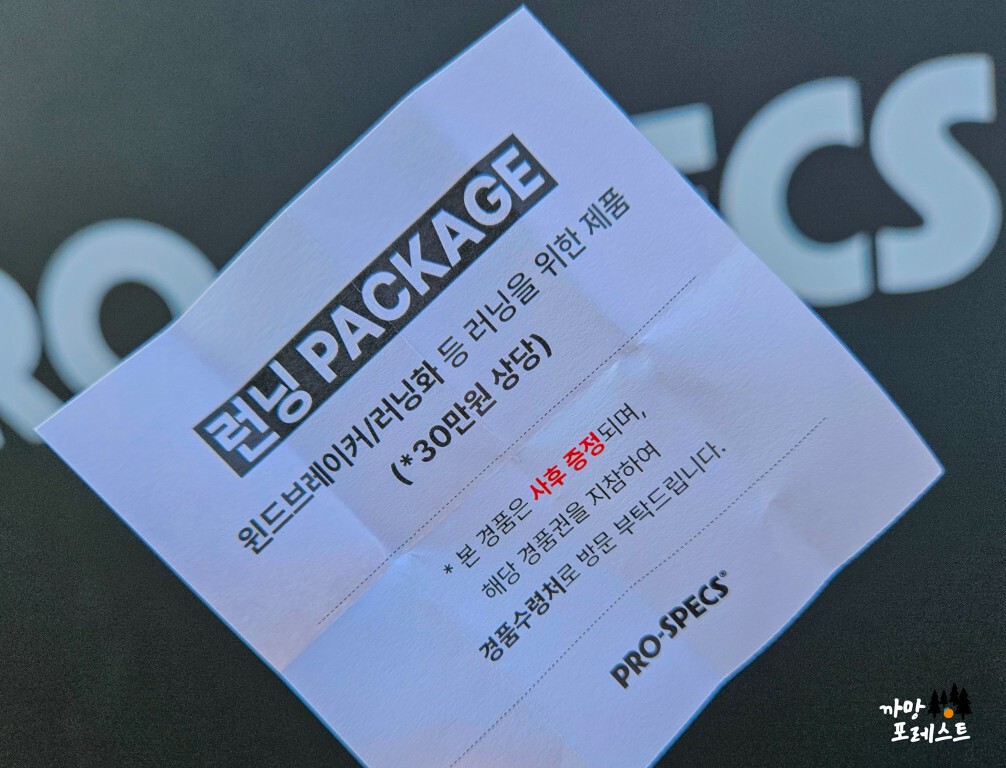 런닝 PACKAGE
윈드브레이커/러닝화 등 러닝을 위한 제품
(*30만원 상당)
* 본 경품은 사후 증정되며,
해당 경품권을 지참하여
경품수령처로 방문 부탁드립니다.
PRO-SPECS®
RO
ECS
까망
포레스트